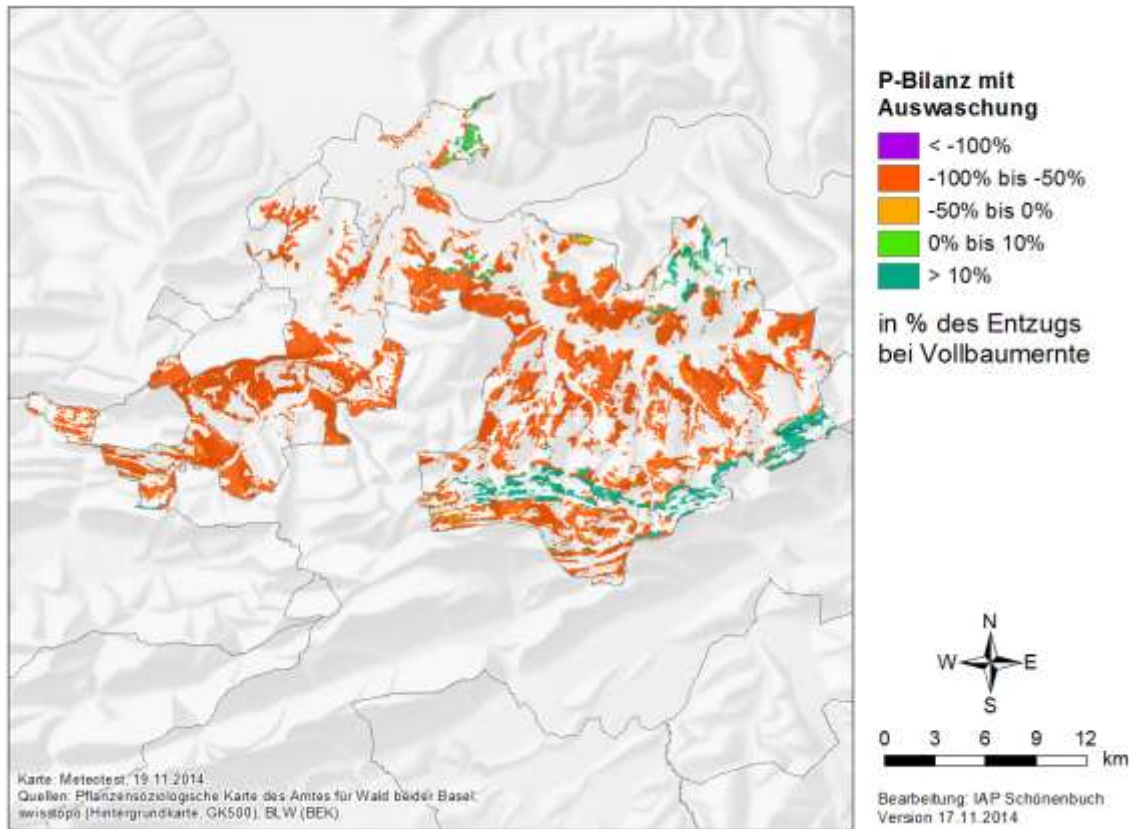 P-Bilanz mit
Auswaschung
< -100%
-100% bis -50%
-50% bis 0%
0% bis 10%
> 10%
in % des Entzugs
bei Vollbaumernte
N
W E
S
0 3 6 9 12
km
Karte: Meteotest, 19.11.2014
Quellen: Pflanzensoziologische Karte des Amtes für Wald beider Basel;
swisstopo (Hintergrundkarte, GK500), BLW (BEK)
Bearbeitung: IAP Schönenbuch
Version 17.11.2014